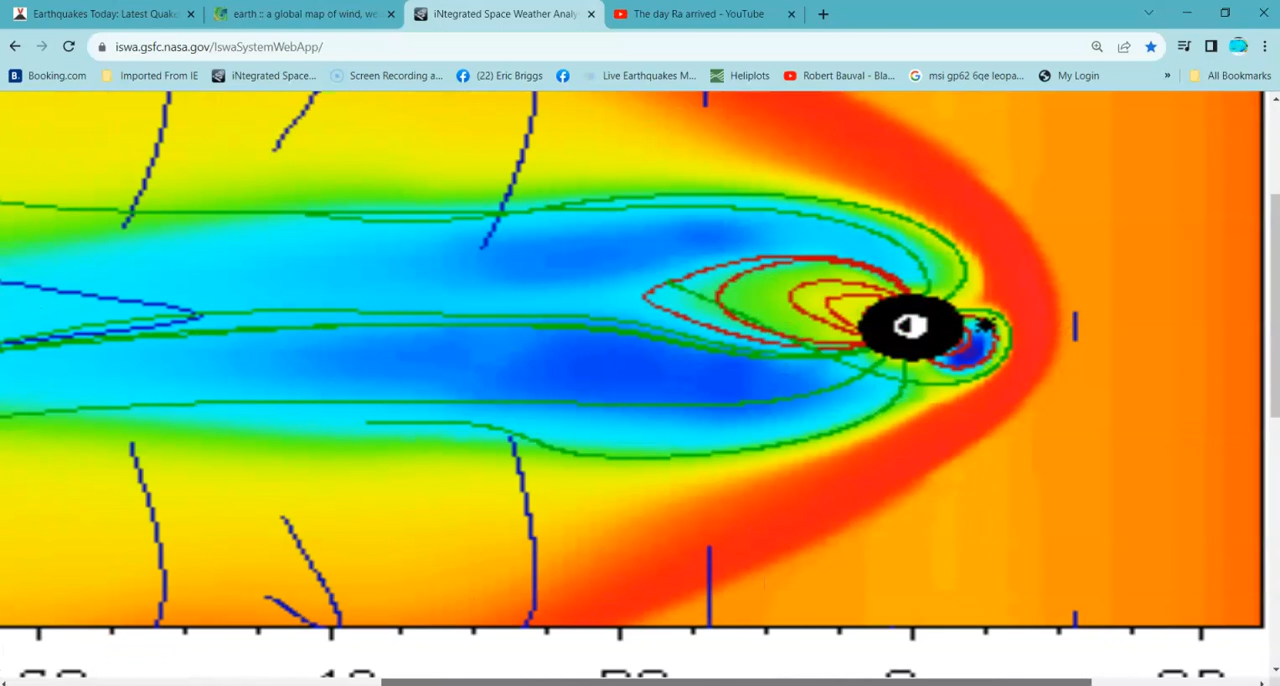 Earthquakes Today: Latest Quake
earth :: a global map of wind, we
iNtegrated Space Weather Analy
The day Ra arrived - YouTube
iswa.gsfc.nasa.gov/IswaSystemWebApp/
Booking.com
Imported From IE
iNtegrated Space...
Screen Recording a...
(22) Eric Briggs
Live Earthquakes M...
Heliplots
Robert Bauval - Bla...
msi gp62 6qe leopa...
My Login
»
All Bookmarks